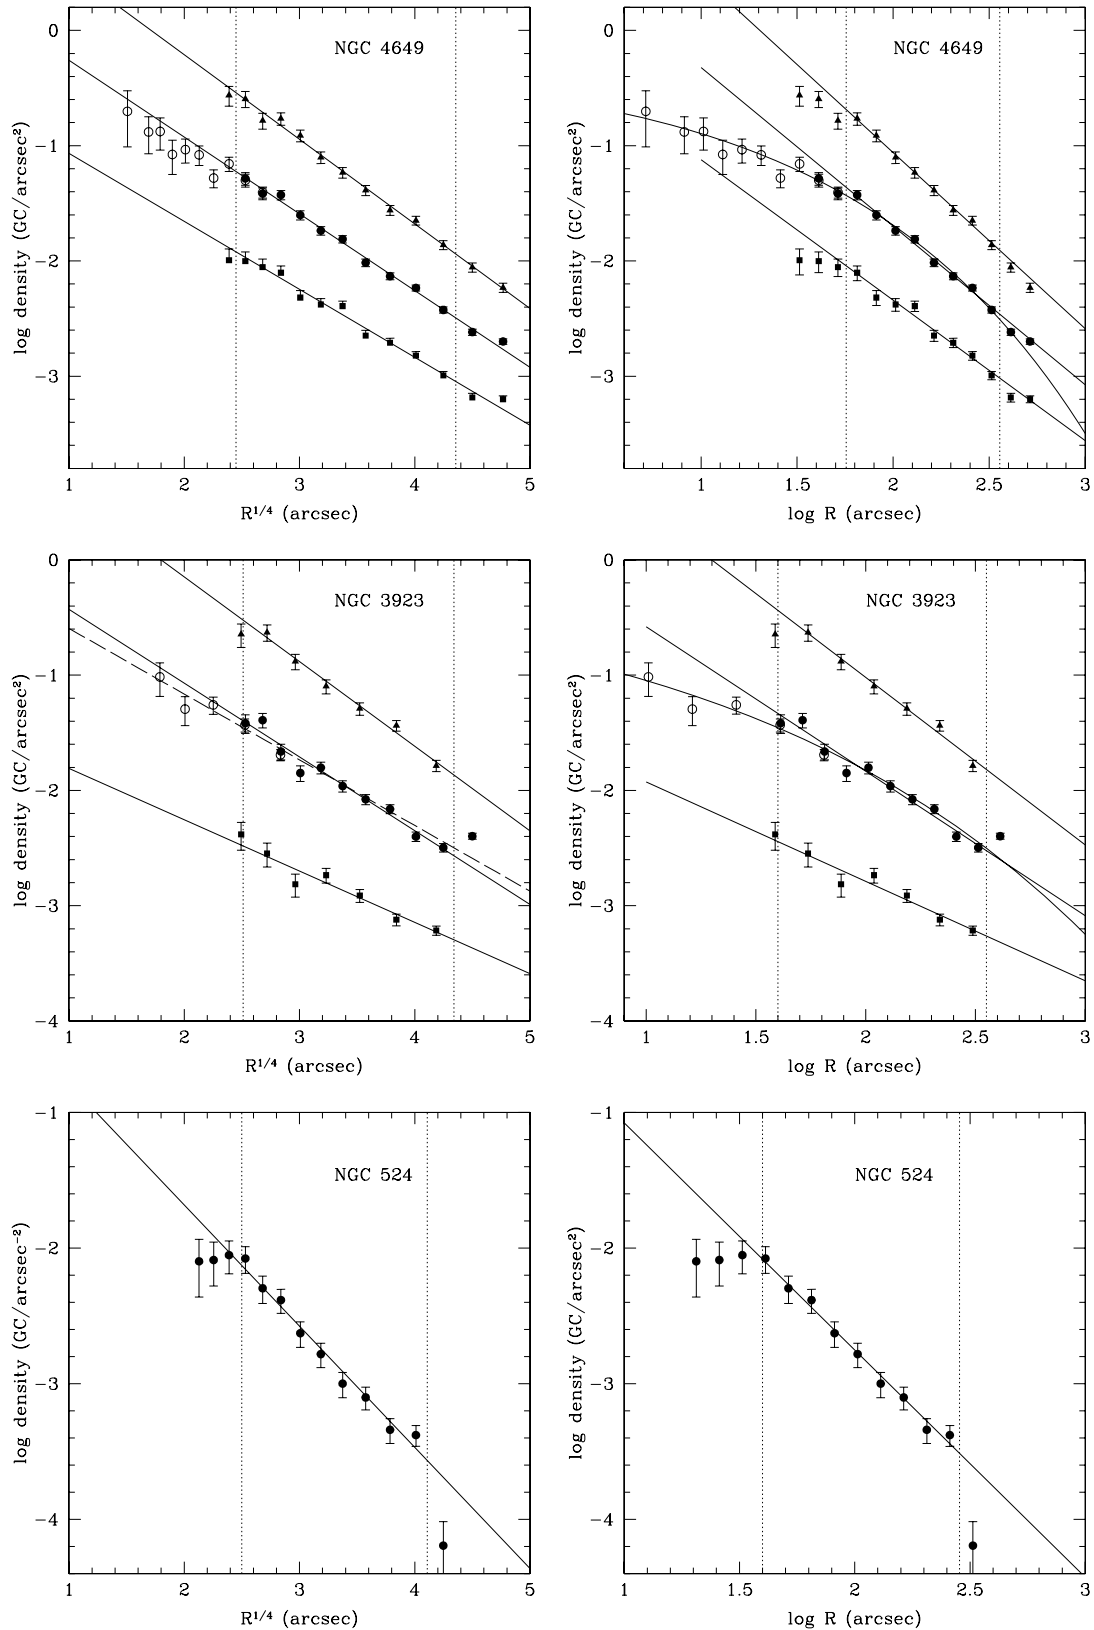 NGC 4649
log density (GC/arcsec²)
0
−1
−2
−3
1 2 3 4 5
R¹/⁴ (arcsec)
NGC 4649
log density (GC/arcsec²)
0
−1
−2
−3
1 1.5 2 2.5 3
log R (arcsec)
NGC 3923
log density (GC/arcsec²)
0
−1
−2
−3
−4
1 2 3 4 5
R¹/⁴ (arcsec)
NGC 3923
log density (GC/arcsec²)
0
−1
−2
−3
−4
1 1.5 2 2.5 3
log R (arcsec)
NGC 524
log density (GC/arcsec⁻²)
−1
−2
−3
−4
1 2 3 4 5
R¹/⁴ (arcsec)
NGC 524
log density (GC/arcsec²)
−1
−2
−3
−4
1 1.5 2 2.5 3
log R (arcsec)